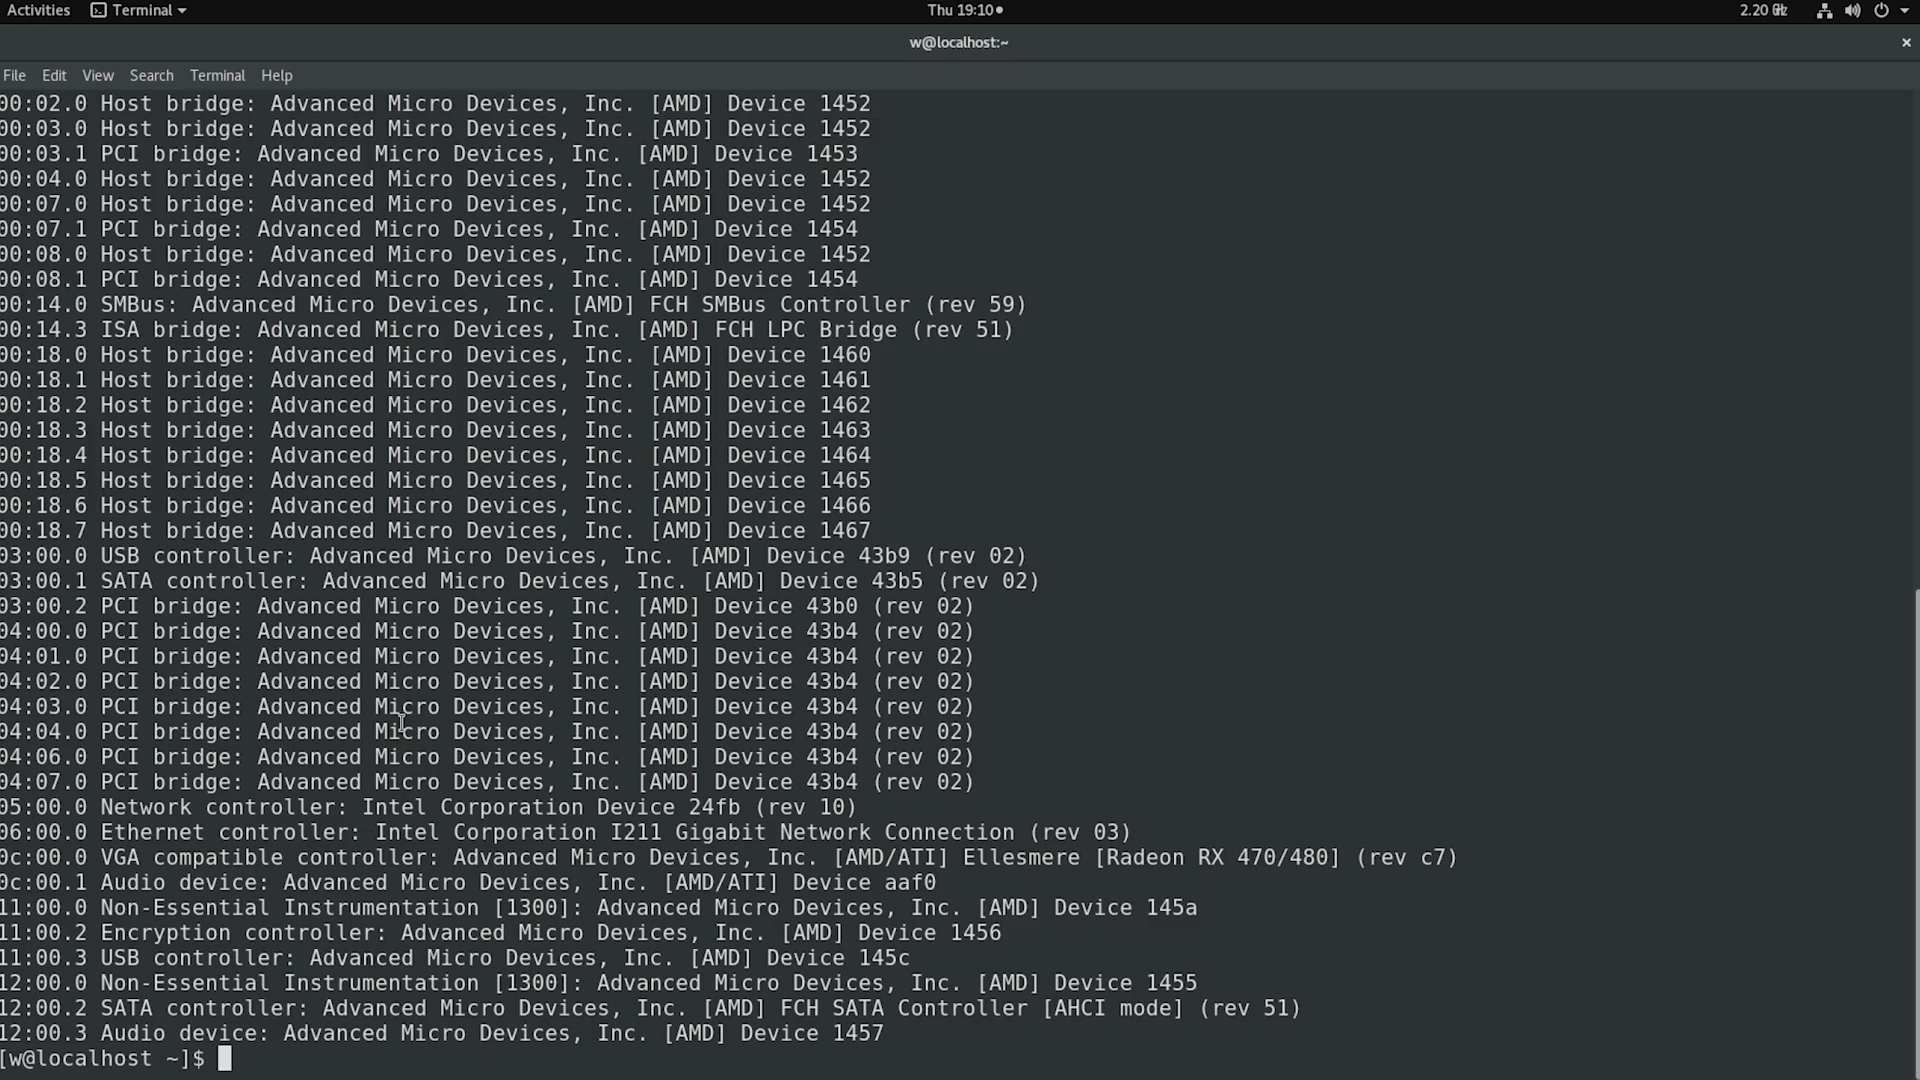 Activities Terminal Thu 19:10 2.20 GHz
w@localhost:~
File Edit View Search Terminal Help
00:02.0 Host bridge: Advanced Micro Devices, Inc. [AMD] Device 1452
00:03.0 Host bridge: Advanced Micro Devices, Inc. [AMD] Device 1452
00:03.1 PCI bridge: Advanced Micro Devices, Inc. [AMD] Device 1453
00:04.0 Host bridge: Advanced Micro Devices, Inc. [AMD] Device 1452
00:07.0 Host bridge: Advanced Micro Devices, Inc. [AMD] Device 1452
00:07.1 PCI bridge: Advanced Micro Devices, Inc. [AMD] Device 1454
00:08.0 Host bridge: Advanced Micro Devices, Inc. [AMD] Device 1452
00:08.1 PCI bridge: Advanced Micro Devices, Inc. [AMD] Device 1454
00:14.0 SMBus: Advanced Micro Devices, Inc. [AMD] FCH SMBus Controller (rev 59)
00:14.3 ISA bridge: Advanced Micro Devices, Inc. [AMD] FCH LPC Bridge (rev 51)
00:18.0 Host bridge: Advanced Micro Devices, Inc. [AMD] Device 1460
00:18.1 Host bridge: Advanced Micro Devices, Inc. [AMD] Device 1461
00:18.2 Host bridge: Advanced Micro Devices, Inc. [AMD] Device 1462
00:18.3 Host bridge: Advanced Micro Devices, Inc. [AMD] Device 1463
00:18.4 Host bridge: Advanced Micro Devices, Inc. [AMD] Device 1464
00:18.5 Host bridge: Advanced Micro Devices, Inc. [AMD] Device 1465
00:18.6 Host bridge: Advanced Micro Devices, Inc. [AMD] Device 1466
00:18.7 Host bridge: Advanced Micro Devices, Inc. [AMD] Device 1467
03:00.0 USB controller: Advanced Micro Devices, Inc. [AMD] Device 43b9 (rev 02)
03:00.1 SATA controller: Advanced Micro Devices, Inc. [AMD] Device 43b5 (rev 02)
03:00.2 PCI bridge: Advanced Micro Devices, Inc. [AMD] Device 43b0 (rev 02)
04:00.0 PCI bridge: Advanced Micro Devices, Inc. [AMD] Device 43b4 (rev 02)
04:01.0 PCI bridge: Advanced Micro Devices, Inc. [AMD] Device 43b4 (rev 02)
04:02.0 PCI bridge: Advanced Micro Devices, Inc. [AMD] Device 43b4 (rev 02)
04:03.0 PCI bridge: Advanced Micro Devices, Inc. [AMD] Device 43b4 (rev 02)
04:04.0 PCI bridge: Advanced Micro Devices, Inc. [AMD] Device 43b4 (rev 02)
04:06.0 PCI bridge: Advanced Micro Devices, Inc. [AMD] Device 43b4 (rev 02)
04:07.0 PCI bridge: Advanced Micro Devices, Inc. [AMD] Device 43b4 (rev 02)
05:00.0 Network controller: Intel Corporation Device 24fb (rev 10)
06:00.0 Ethernet controller: Intel Corporation I211 Gigabit Network Connection (rev 03)
0c:00.0 VGA compatible controller: Advanced Micro Devices, Inc. [AMD/ATI] Ellesmere [Radeon RX 470/480] (rev c7)
0c:00.1 Audio device: Advanced Micro Devices, Inc. [AMD/ATI] Device aaf0
11:00.0 Non-Essential Instrumentation [1300]: Advanced Micro Devices, Inc. [AMD] Device 145a
11:00.2 Encryption controller: Advanced Micro Devices, Inc. [AMD] Device 1456
11:00.3 USB controller: Advanced Micro Devices, Inc. [AMD] Device 145c
12:00.0 Non-Essential Instrumentation [1300]: Advanced Micro Devices, Inc. [AMD] Device 1455
12:00.2 SATA controller: Advanced Micro Devices, Inc. [AMD] FCH SATA Controller [AHCI mode] (rev 51)
12:00.3 Audio device: Advanced Micro Devices, Inc. [AMD] Device 1457
[w@localhost ~]$